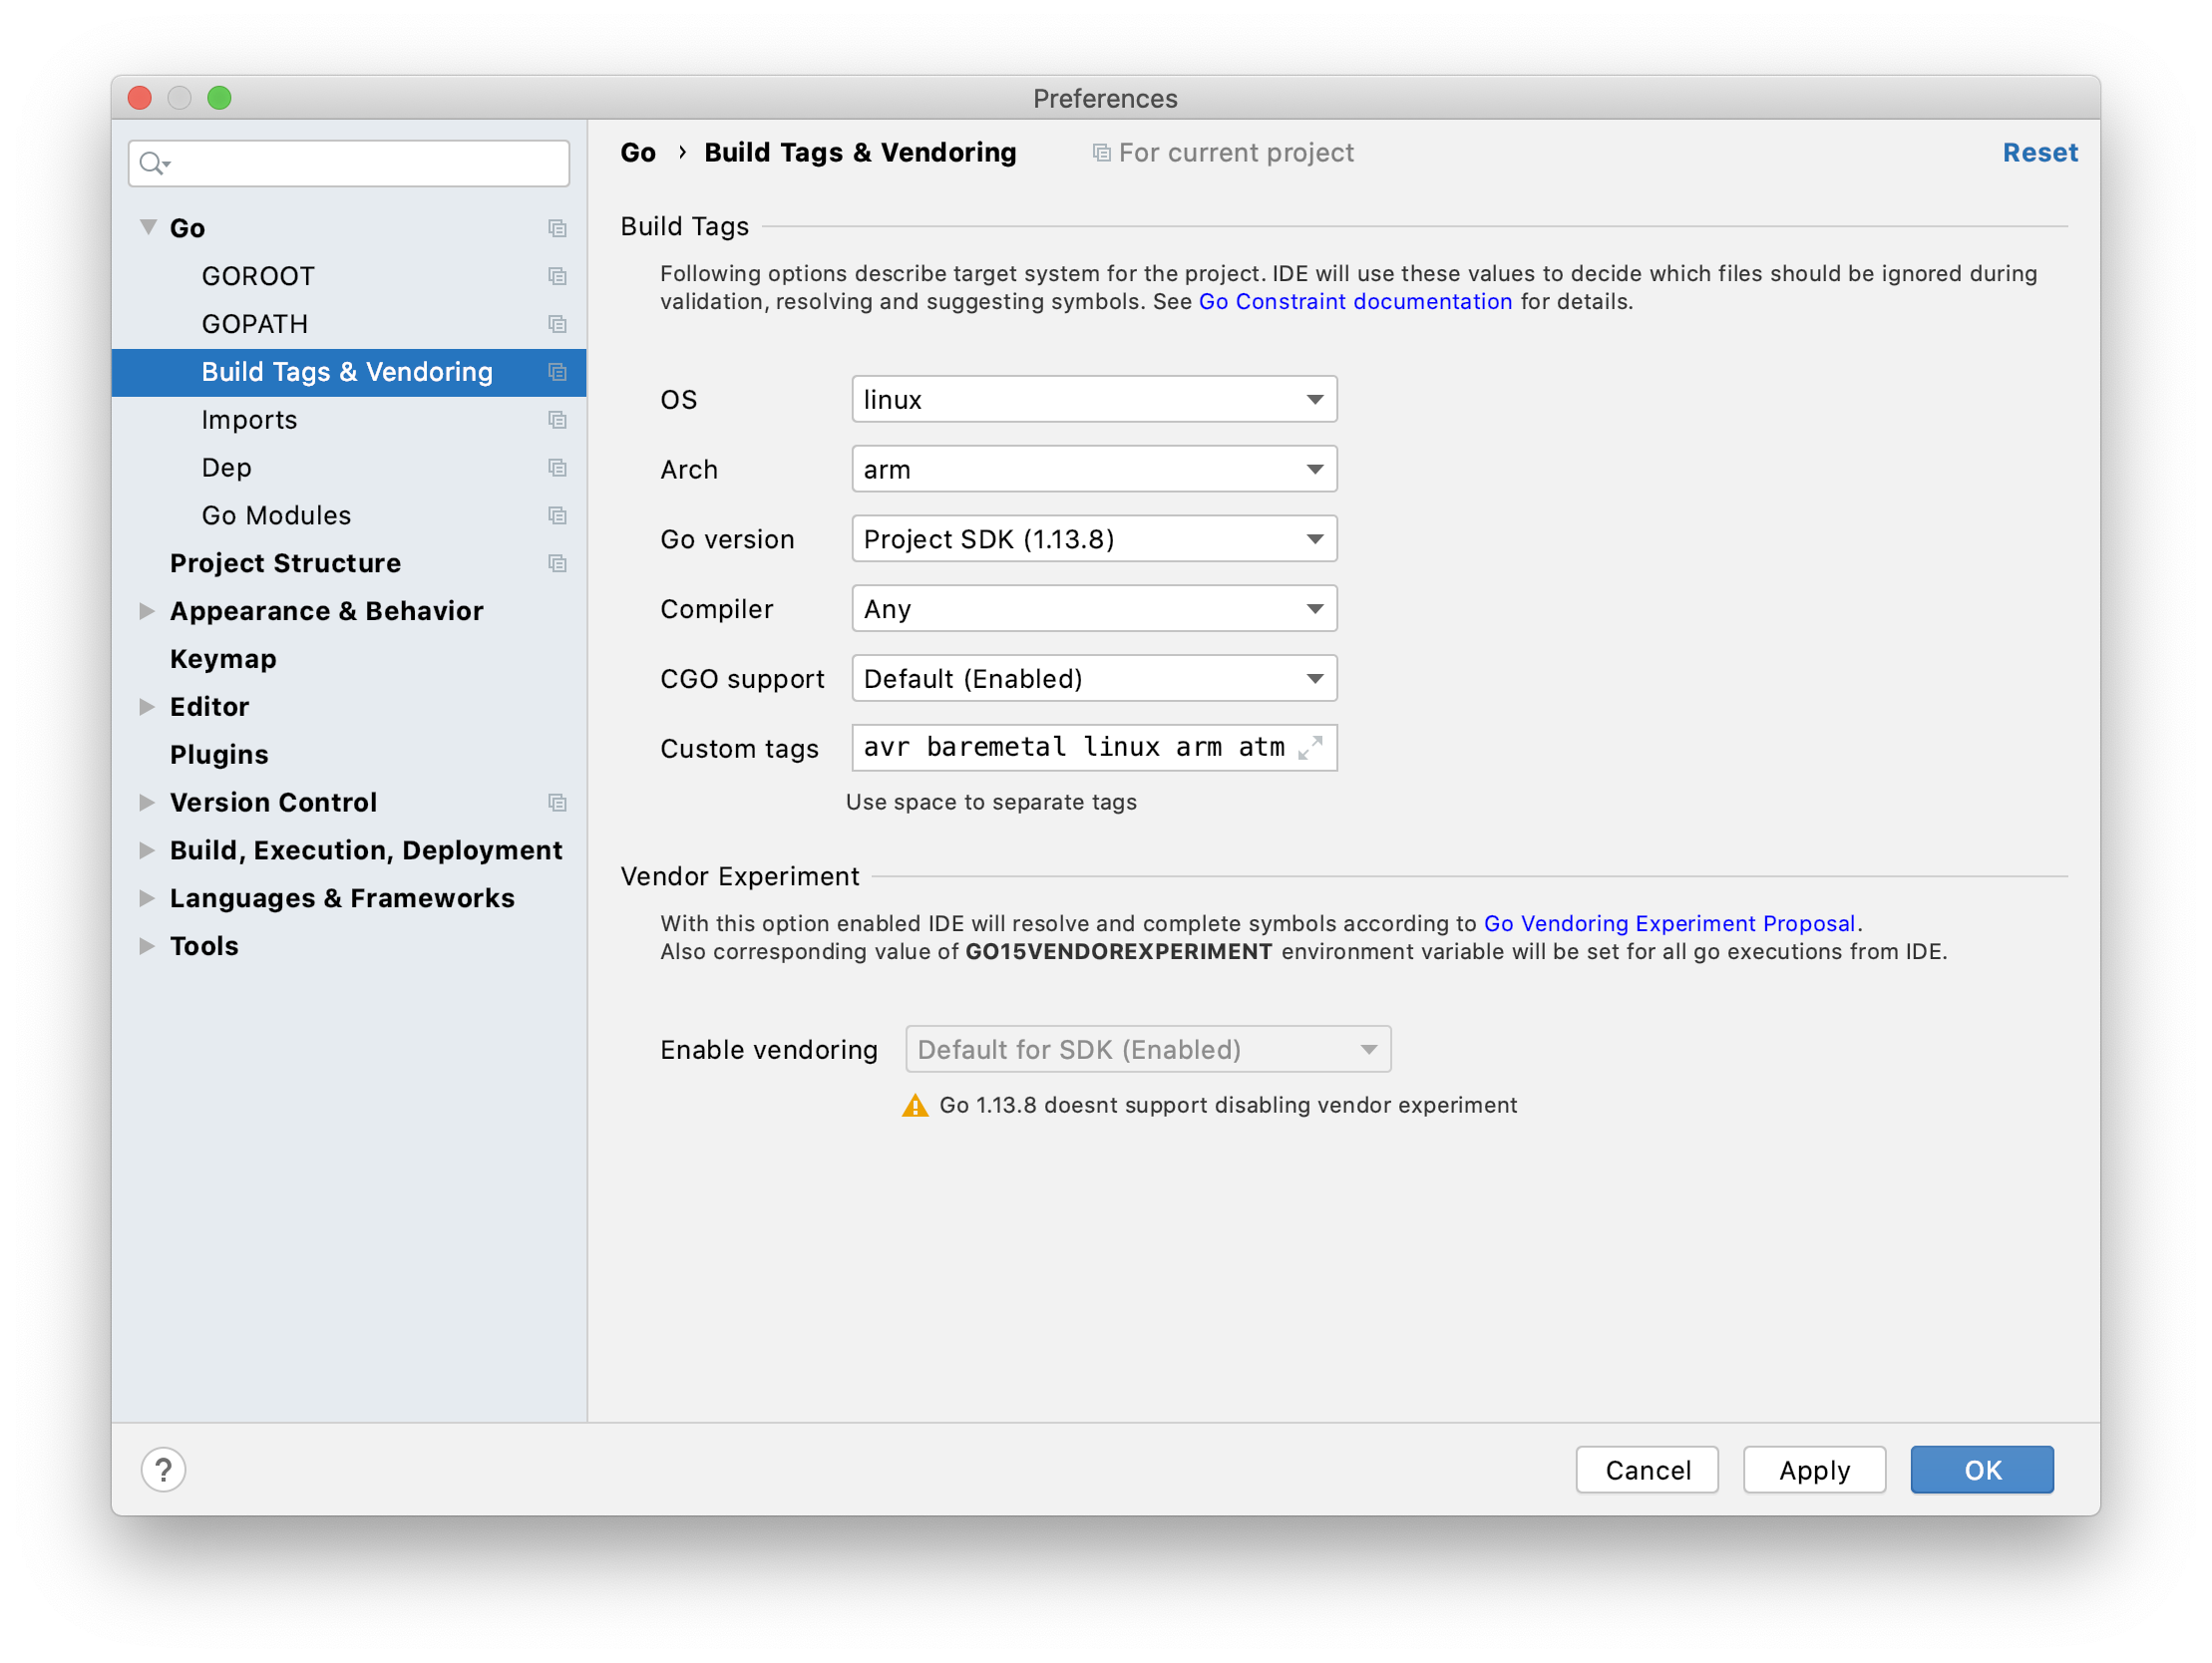 Preferences
Go
GOROOT
GOPATH
Build Tags & Vendoring
Imports
Dep
Go Modules
Project Structure
Appearance & Behavior
Keymap
Editor
Plugins
Version Control
Build, Execution, Deployment
Languages & Frameworks
Tools
Go › Build Tags & Vendoring For current project Reset
Build Tags
Following options describe target system for the project. IDE will use these values to decide which files should be ignored during
validation, resolving and suggesting symbols. See Go Constraint documentation for details.
OS linux
Arch arm
Go version Project SDK (1.13.8)
Compiler Any
CGO support Default (Enabled)
Custom tags avr baremetal linux arm atm
Use space to separate tags
Vendor Experiment
With this option enabled IDE will resolve and complete symbols according to Go Vendoring Experiment Proposal.
Also corresponding value of GO15VENDOREXPERIMENT environment variable will be set for all go executions from IDE.
Enable vendoring Default for SDK (Enabled)
Go 1.13.8 doesnt support disabling vendor experiment
? Cancel Apply OK